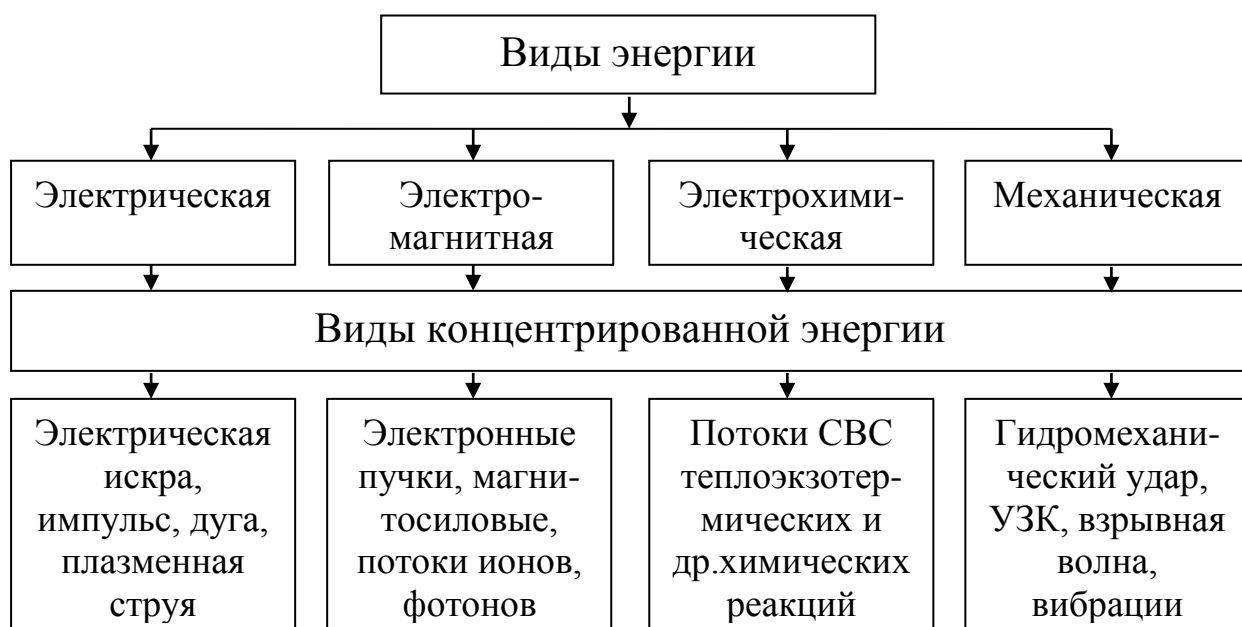 Виды энергии
Электрическая
Электро-
магнитная
Электрохими-
ческая
Механическая
Виды концентрированной энергии
Электрическая
искра,
импульс, дуга,
плазменная
струя
Электронные
пучки, магни-
тосиловые,
потоки ионов,
фотонов
Потоки СВС
теплоэкзотер-
мических и
др.химических
реакций
Гидромехани-
ческий удар,
УЗК, взрывная
волна,
вибрации